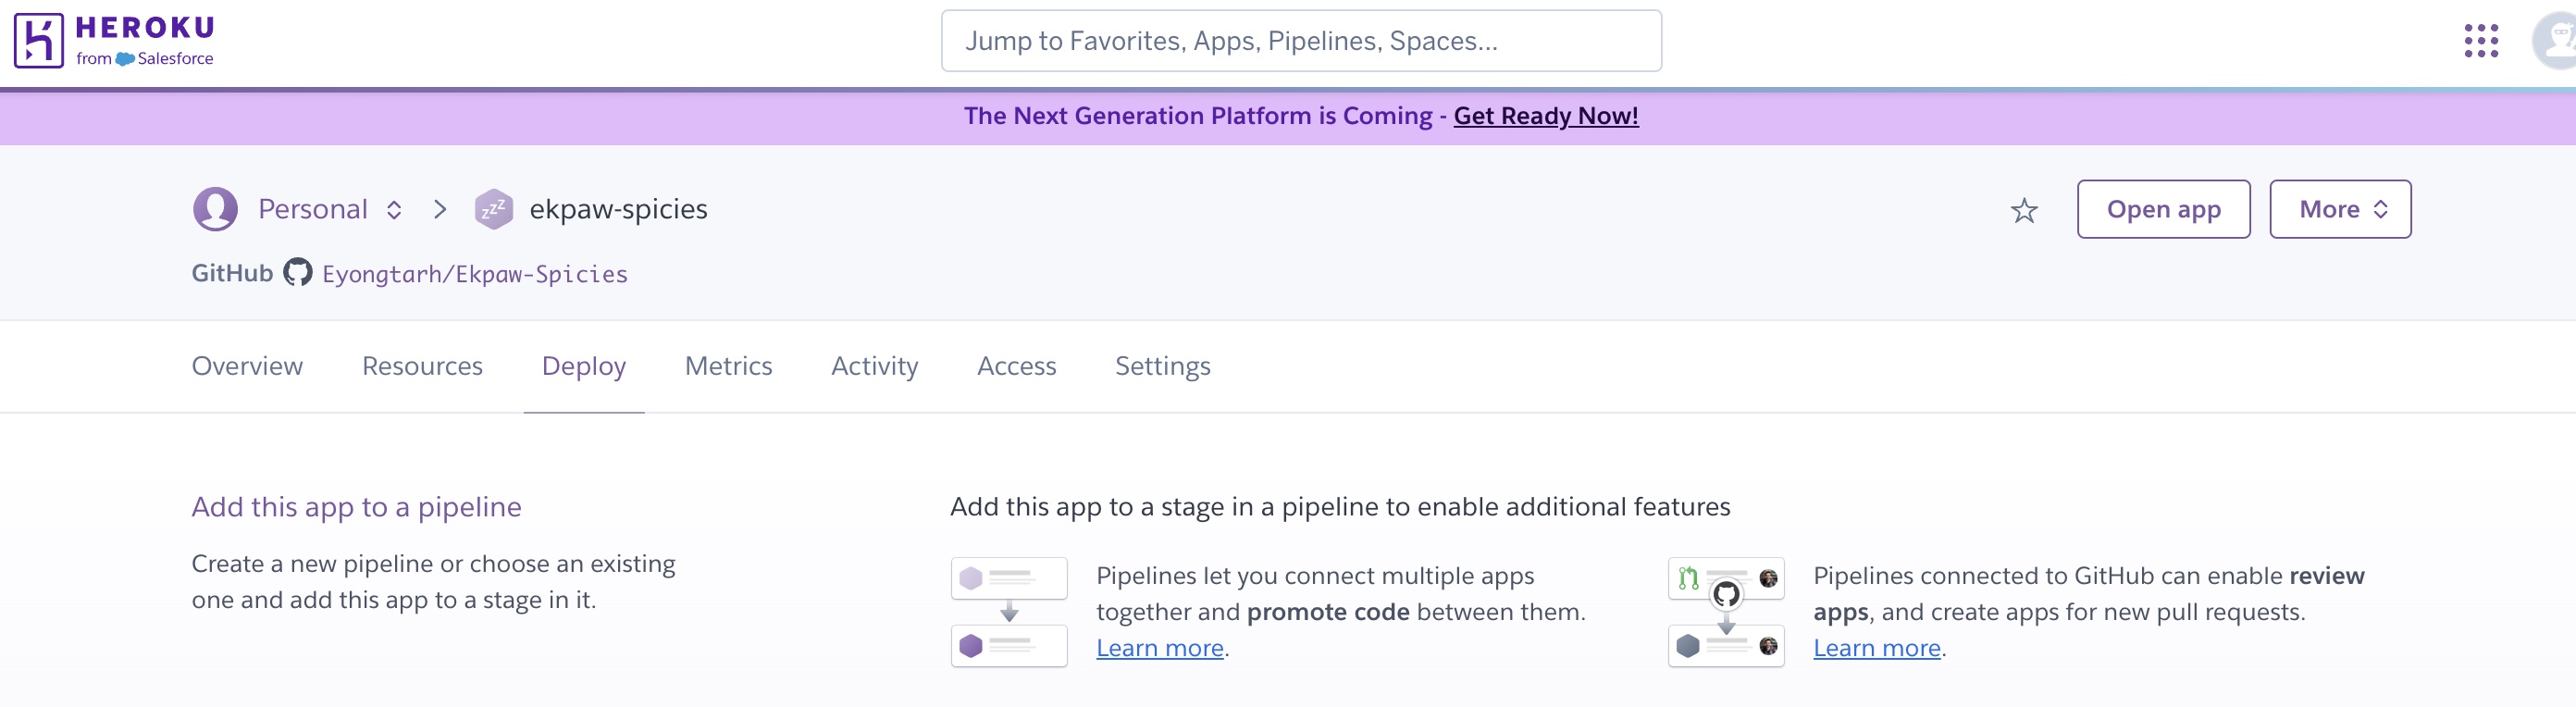 HEROKU
from Salesforce
Jump to Favorites, Apps, Pipelines, Spaces...
The Next Generation Platform is Coming - Get Ready Now!
Personal > zzz ekpaw-spicies
Open app
More
GitHub Eyongtarh/Ekpaw-Spicies
Overview Resources Deploy Metrics Activity Access Settings
Add this app to a pipeline
Create a new pipeline or choose an existing
one and add this app to a stage in it.
Add this app to a stage in a pipeline to enable additional features
Pipelines let you connect multiple apps
together and promote code between them.
Learn more.
Pipelines connected to GitHub can enable review
apps, and create apps for new pull requests.
Learn more.